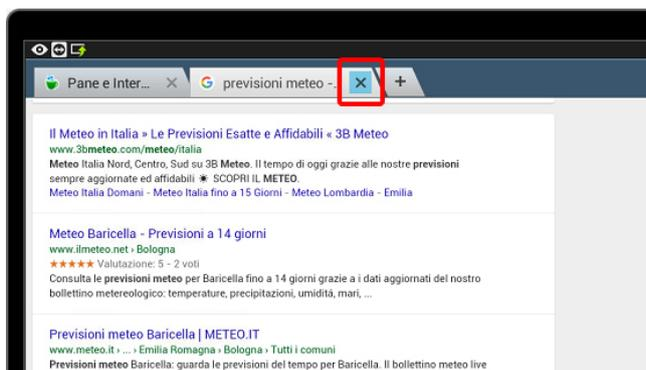 Pane e Inter...
previsioni meteo -.
Il Meteo in Italia » Le Previsioni Esatte e Affidabili « 3B Meteo
www.3bmeteo.com/meteo/italia
Meteo Italia Nord, Centro, Sud su 3B Meteo. Il tempo di oggi grazie alle nostre previsioni
sempre aggiornate ed affidabili ☀ SCOPRI IL METEO.
Meteo Italia Domani - Meteo Italia fino a 15 Giorni - Meteo Lombardia - Emilia
Meteo Baricella - Previsioni a 14 giorni
www.ilmeteo.net › Bologna
★★★★★ Valutazione: 5 - 2 voti
Consulta le previsioni meteo per Baricella fino a 14 giorni grazie a i dati aggiornati del nostro
bollettino metereologico: temperature, precipitazioni, umiditá, mari, ...
Previsioni meteo Baricella | METEO.IT
www.meteo.it › ... › Emilia Romagna › Bologna › Tutti i comuni
Previsioni meteo Baricella: guarda le previsioni del tempo per Baricella. Il bollettino meteo live